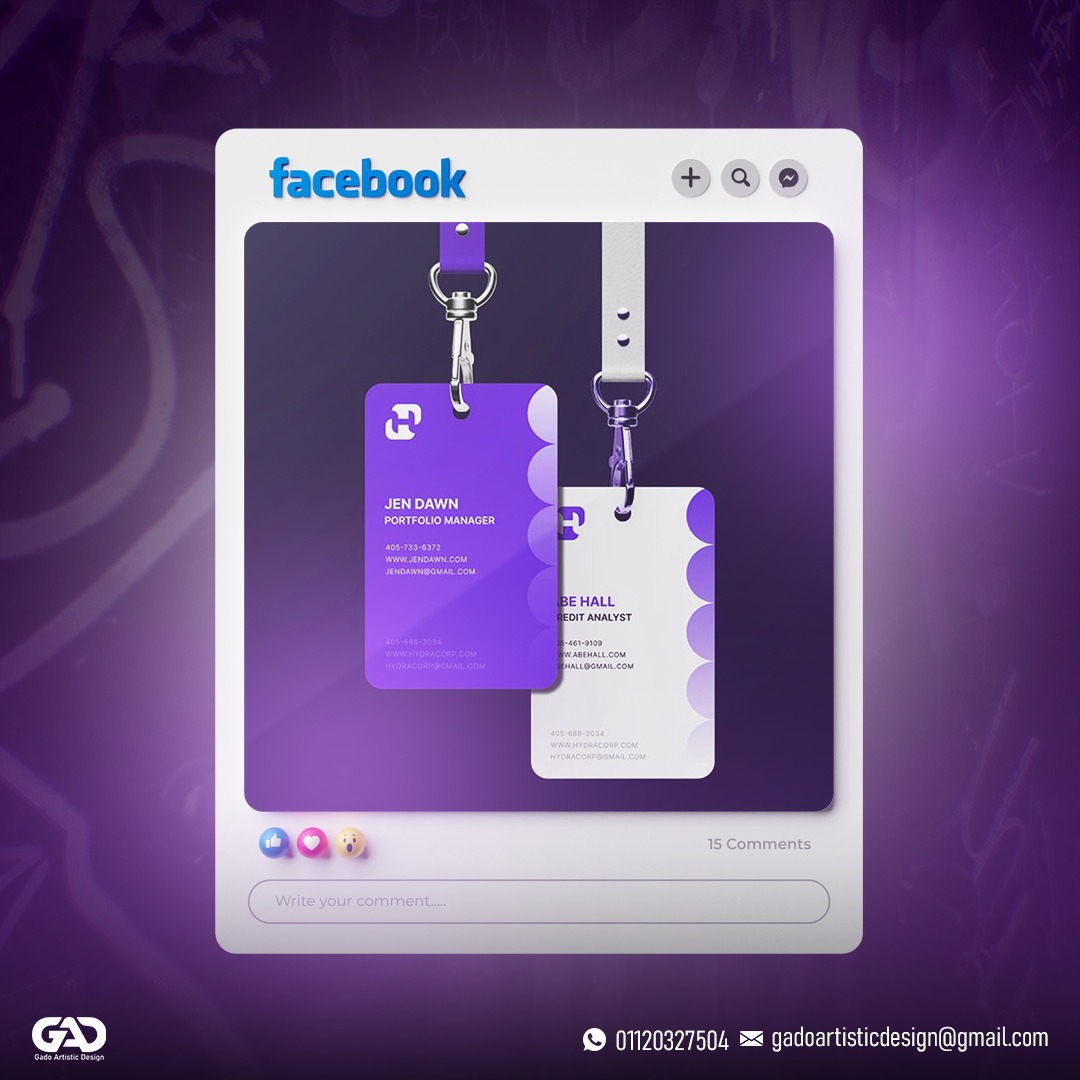 facebook
JEN DAWN
PORTFOLIO MANAGER
405-733-6372
WWW.JENDAWN.COM
JENDAWN@GMAIL.COM
405-688-3034
WWW.HYDRACORP.COM
HYDRACORP@GMAIL.COM
BE HALL
REDIT ANALYST
05-461-9109
WW.ABEHALL.COM
BEHALL@GMAIL.COM
405-688-3034
WWW.HYDRACORP.COM
HYDRACORP@GMAIL.COM
15 Comments
Write your comment.....
GAD
Gado Artistic Design
01120327504
gadoartisticdesign@gmail.com